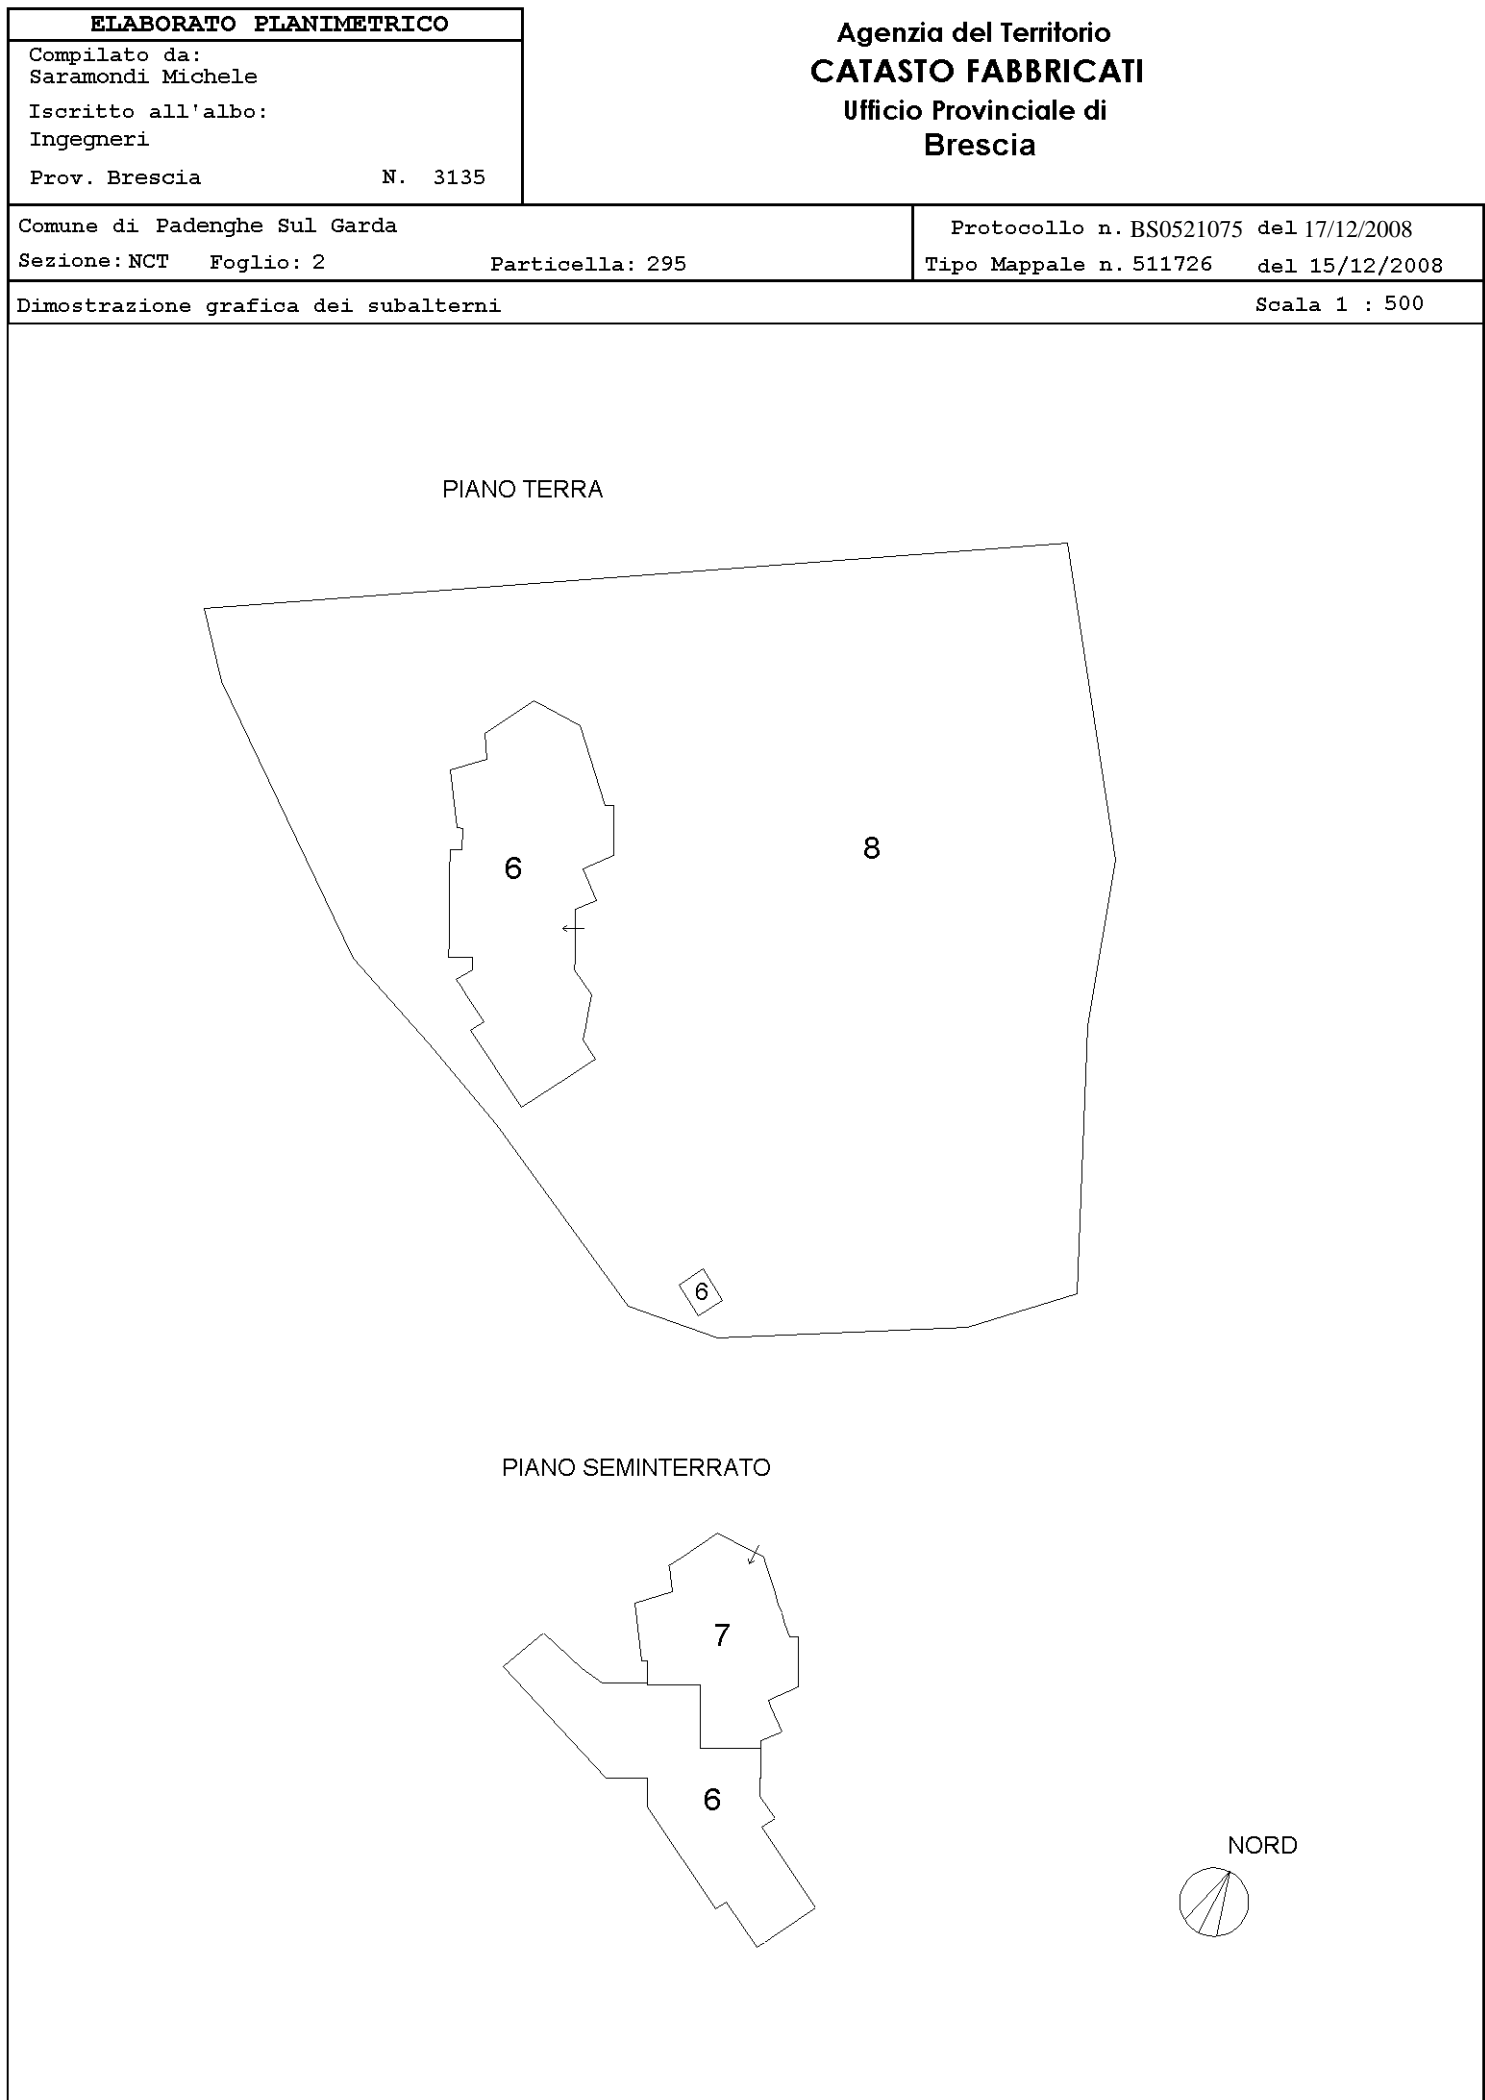 ELABORATO PLANIMETRICO
Compilato da:
Saramondi Michele
Iscritto all'albo:
Ingegneri
Prov. Brescia N. 3135
Agenzia del Territorio
CATASTO FABBRICATI
Ufficio Provinciale di
Brescia
Comune di Padenghe Sul Garda
Sezione: NCT Foglio: 2 Particella: 295
Protocollo n. BS0521075 del 17/12/2008
Tipo Mappale n. 511726 del 15/12/2008
Dimostrazione grafica dei subalterni Scala 1 : 500
PIANO TERRA
8
6
6
PIANO SEMINTERRATO
7
6
NORD